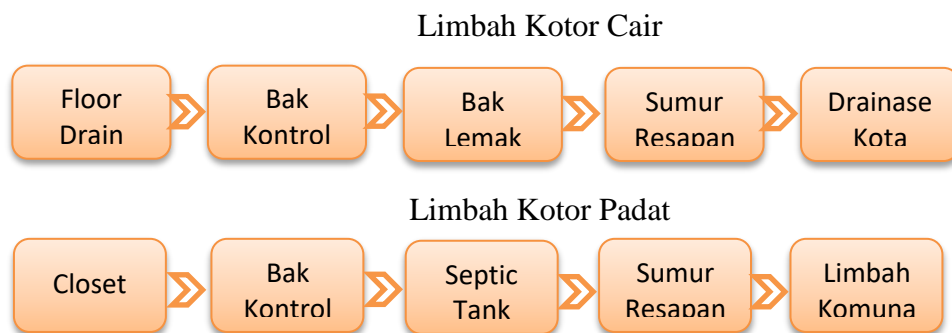 Limbah Kotor Cair
Floor Drain
Bak Kontrol
Bak Lemak
Sumur Resapan
Drainase Kota
Limbah Kotor Padat
Closet
Bak Kontrol
Septic Tank
Sumur Resapan
Limbah Komuna